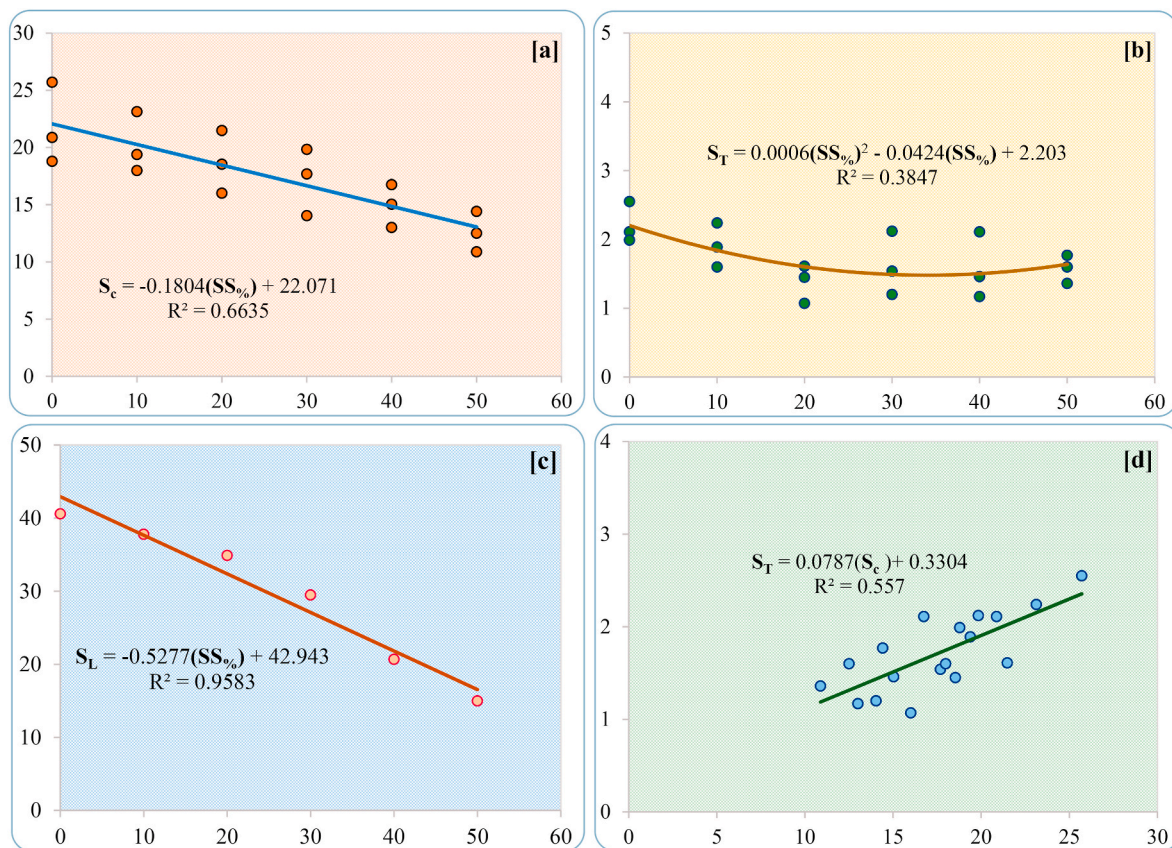 [a]
30
25
20
15
10
5
0
S_c = -0.1804(SS_%) + 22.071
R² = 0.6635
0 10 20 30 40 50 60
[b]
5
4
3
2
1
0
S_T = 0.0006(SS_%)² - 0.0424(SS_%) + 2.203
R² = 0.3847
0 10 20 30 40 50 60
[c]
50
40
30
20
10
0
S_L = -0.5277(SS_%) + 42.943
R² = 0.9583
0 10 20 30 40 50 60
[d]
4
3
2
1
0
S_T = 0.0787(S_c )+ 0.3304
R² = 0.557
0 5 10 15 20 25 30